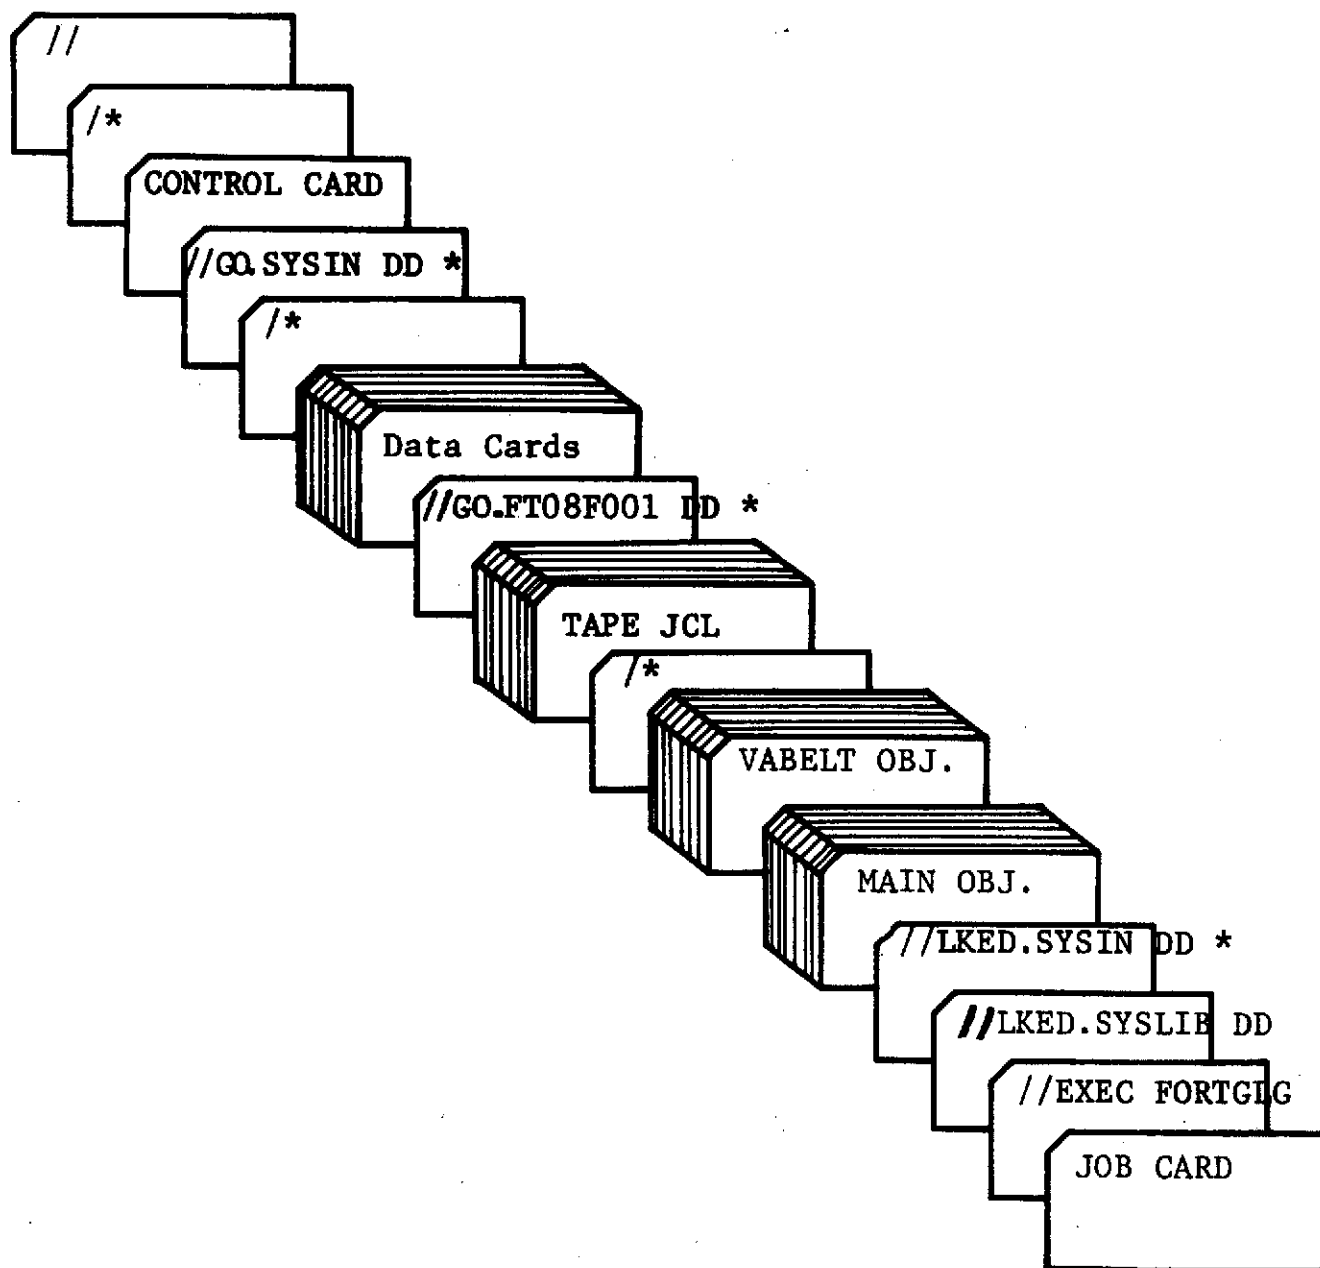 //
/*
CONTROL CARD
//GO.SYSIN DD *
/*
Data Cards
//GO.FT08F001 DD *
TAPE JCL
/*
VABELT OBJ.
MAIN OBJ.
//LKED.SYSIN DD *
//LKED.SYSLIB DD
//EXEC FORTGLG
JOB CARD